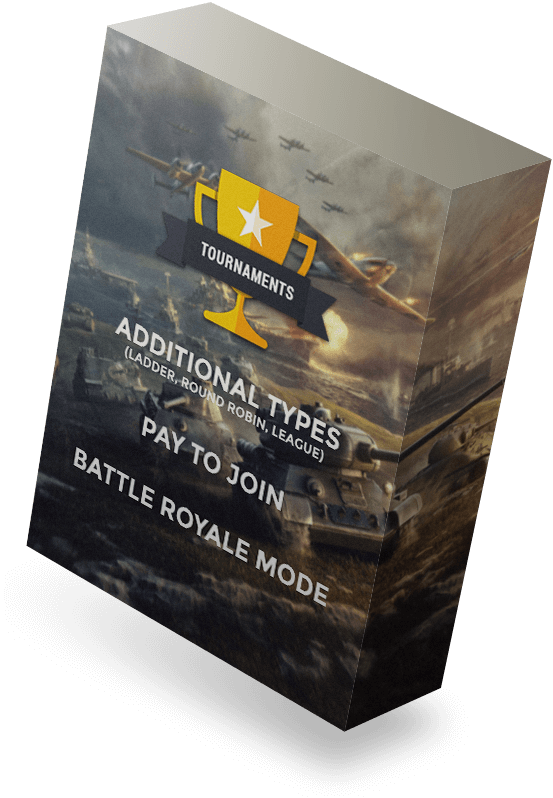 TOURNAMENTS
ADDITIONAL TYPES
(LADDER, ROUND ROBIN, LEAGUE)
PAY TO JOIN
BATTLE ROYALE MODE